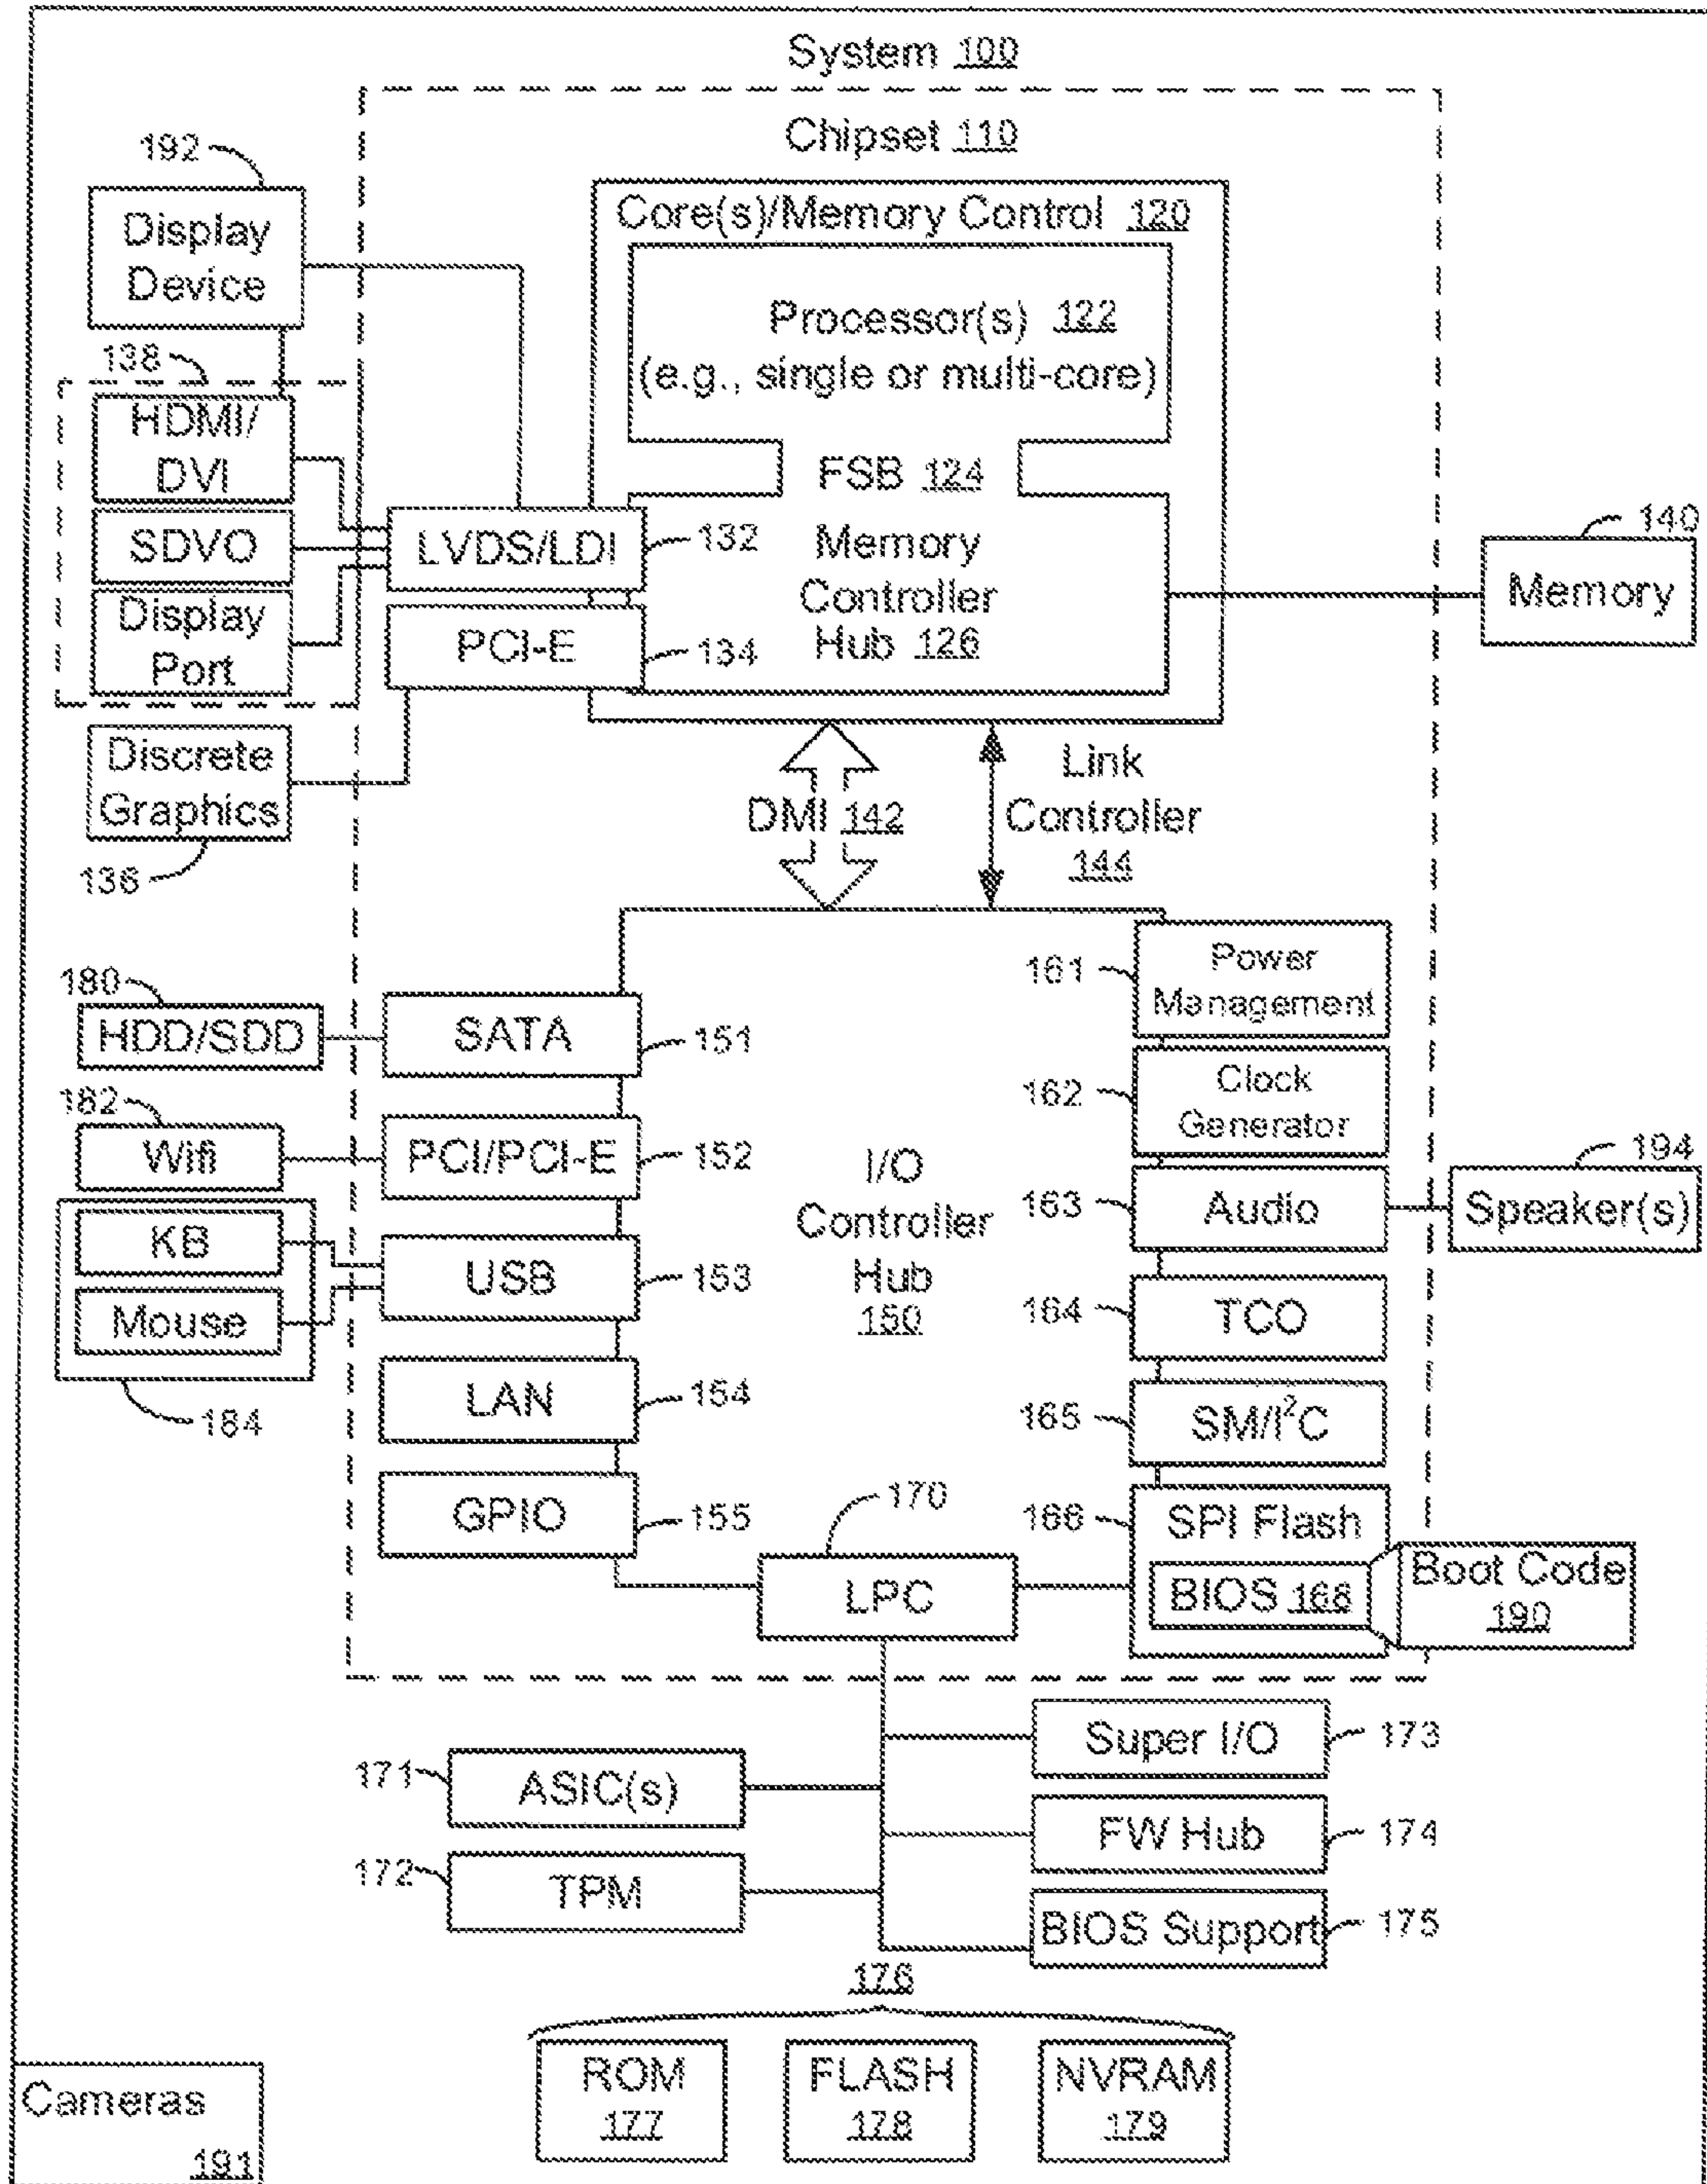 System 100
Chipset 110
192
Display
Device
Core(s)/Memory Control 120
Processor(s) 122
(e.g., single or multi-core)
138
HDMI/
DVI
SDVO
Display
Port
FSB 124
LVDS/LDI
132
Memory
Controller
Hub 126
PCI-E
134
140
Memory
Discrete
Graphics
136
DMI 142
Link
Controller
144
180
HDD/SDD
SATA
151
182
Wifi
PCI/PCI-E
152
KB
Mouse
184
USB
153
LAN
154
GPIO
155
I/O
Controller
Hub
150
161
Power
Management
162
Clock
Generator
163
Audio
194
Speaker(s)
164
TCO
165
SM/I²C
166
SPI Flash
BIOS 168
Boot Code
190
170
LPC
171
ASIC(s)
172
TPM
Super I/O
173
FW Hub
174
BIOS Support
175
176
ROM
177
FLASH
178
NVRAM
179
Cameras
191